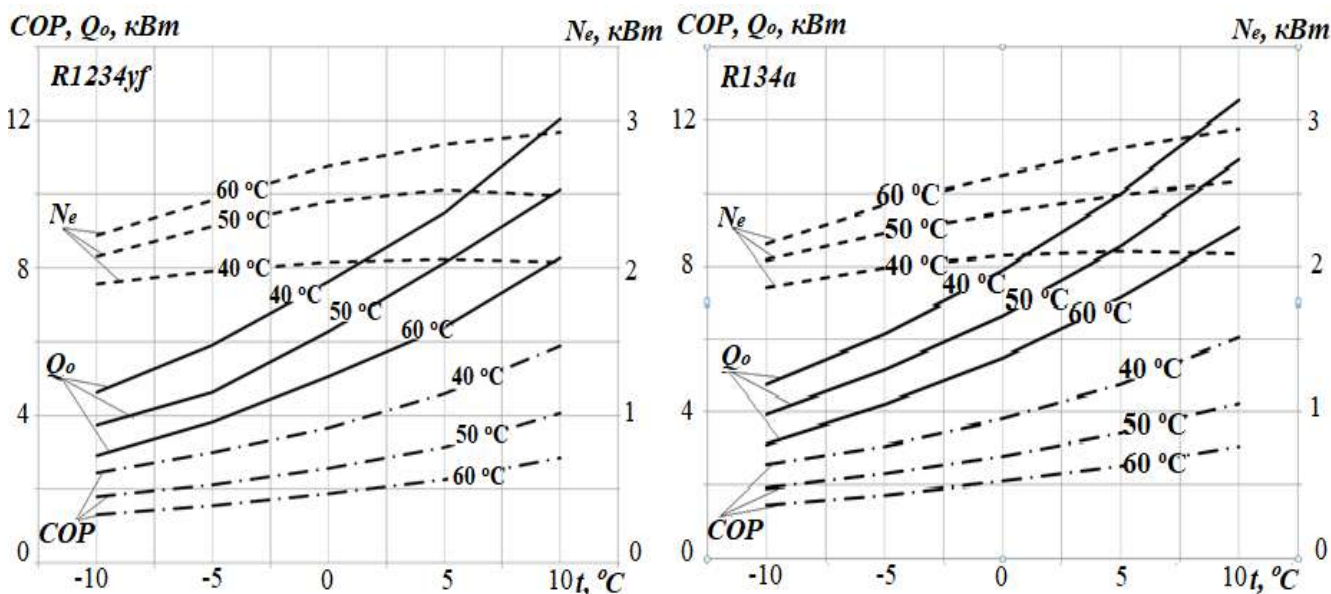 COP, Qo, кВт
Ne, кВт
R1234yf
12
8
4
0
3
2
1
0
Ne
60 ºC
50 ºC
40 ºC
Qo
40 ºC
50 ºC
60 ºC
40 ºC
50 ºC
60 ºC
COP
-10
-5
0
5
10
t, ºC
COP, Qo, кВт
Ne, кВт
R134a
12
8
4
0
3
2
1
0
Ne
60 ºC
50 ºC
40 ºC
Qo
40 ºC
50 ºC
60 ºC
40 ºC
50 ºC
60 ºC
COP
-10
-5
0
5
10
t, ºC